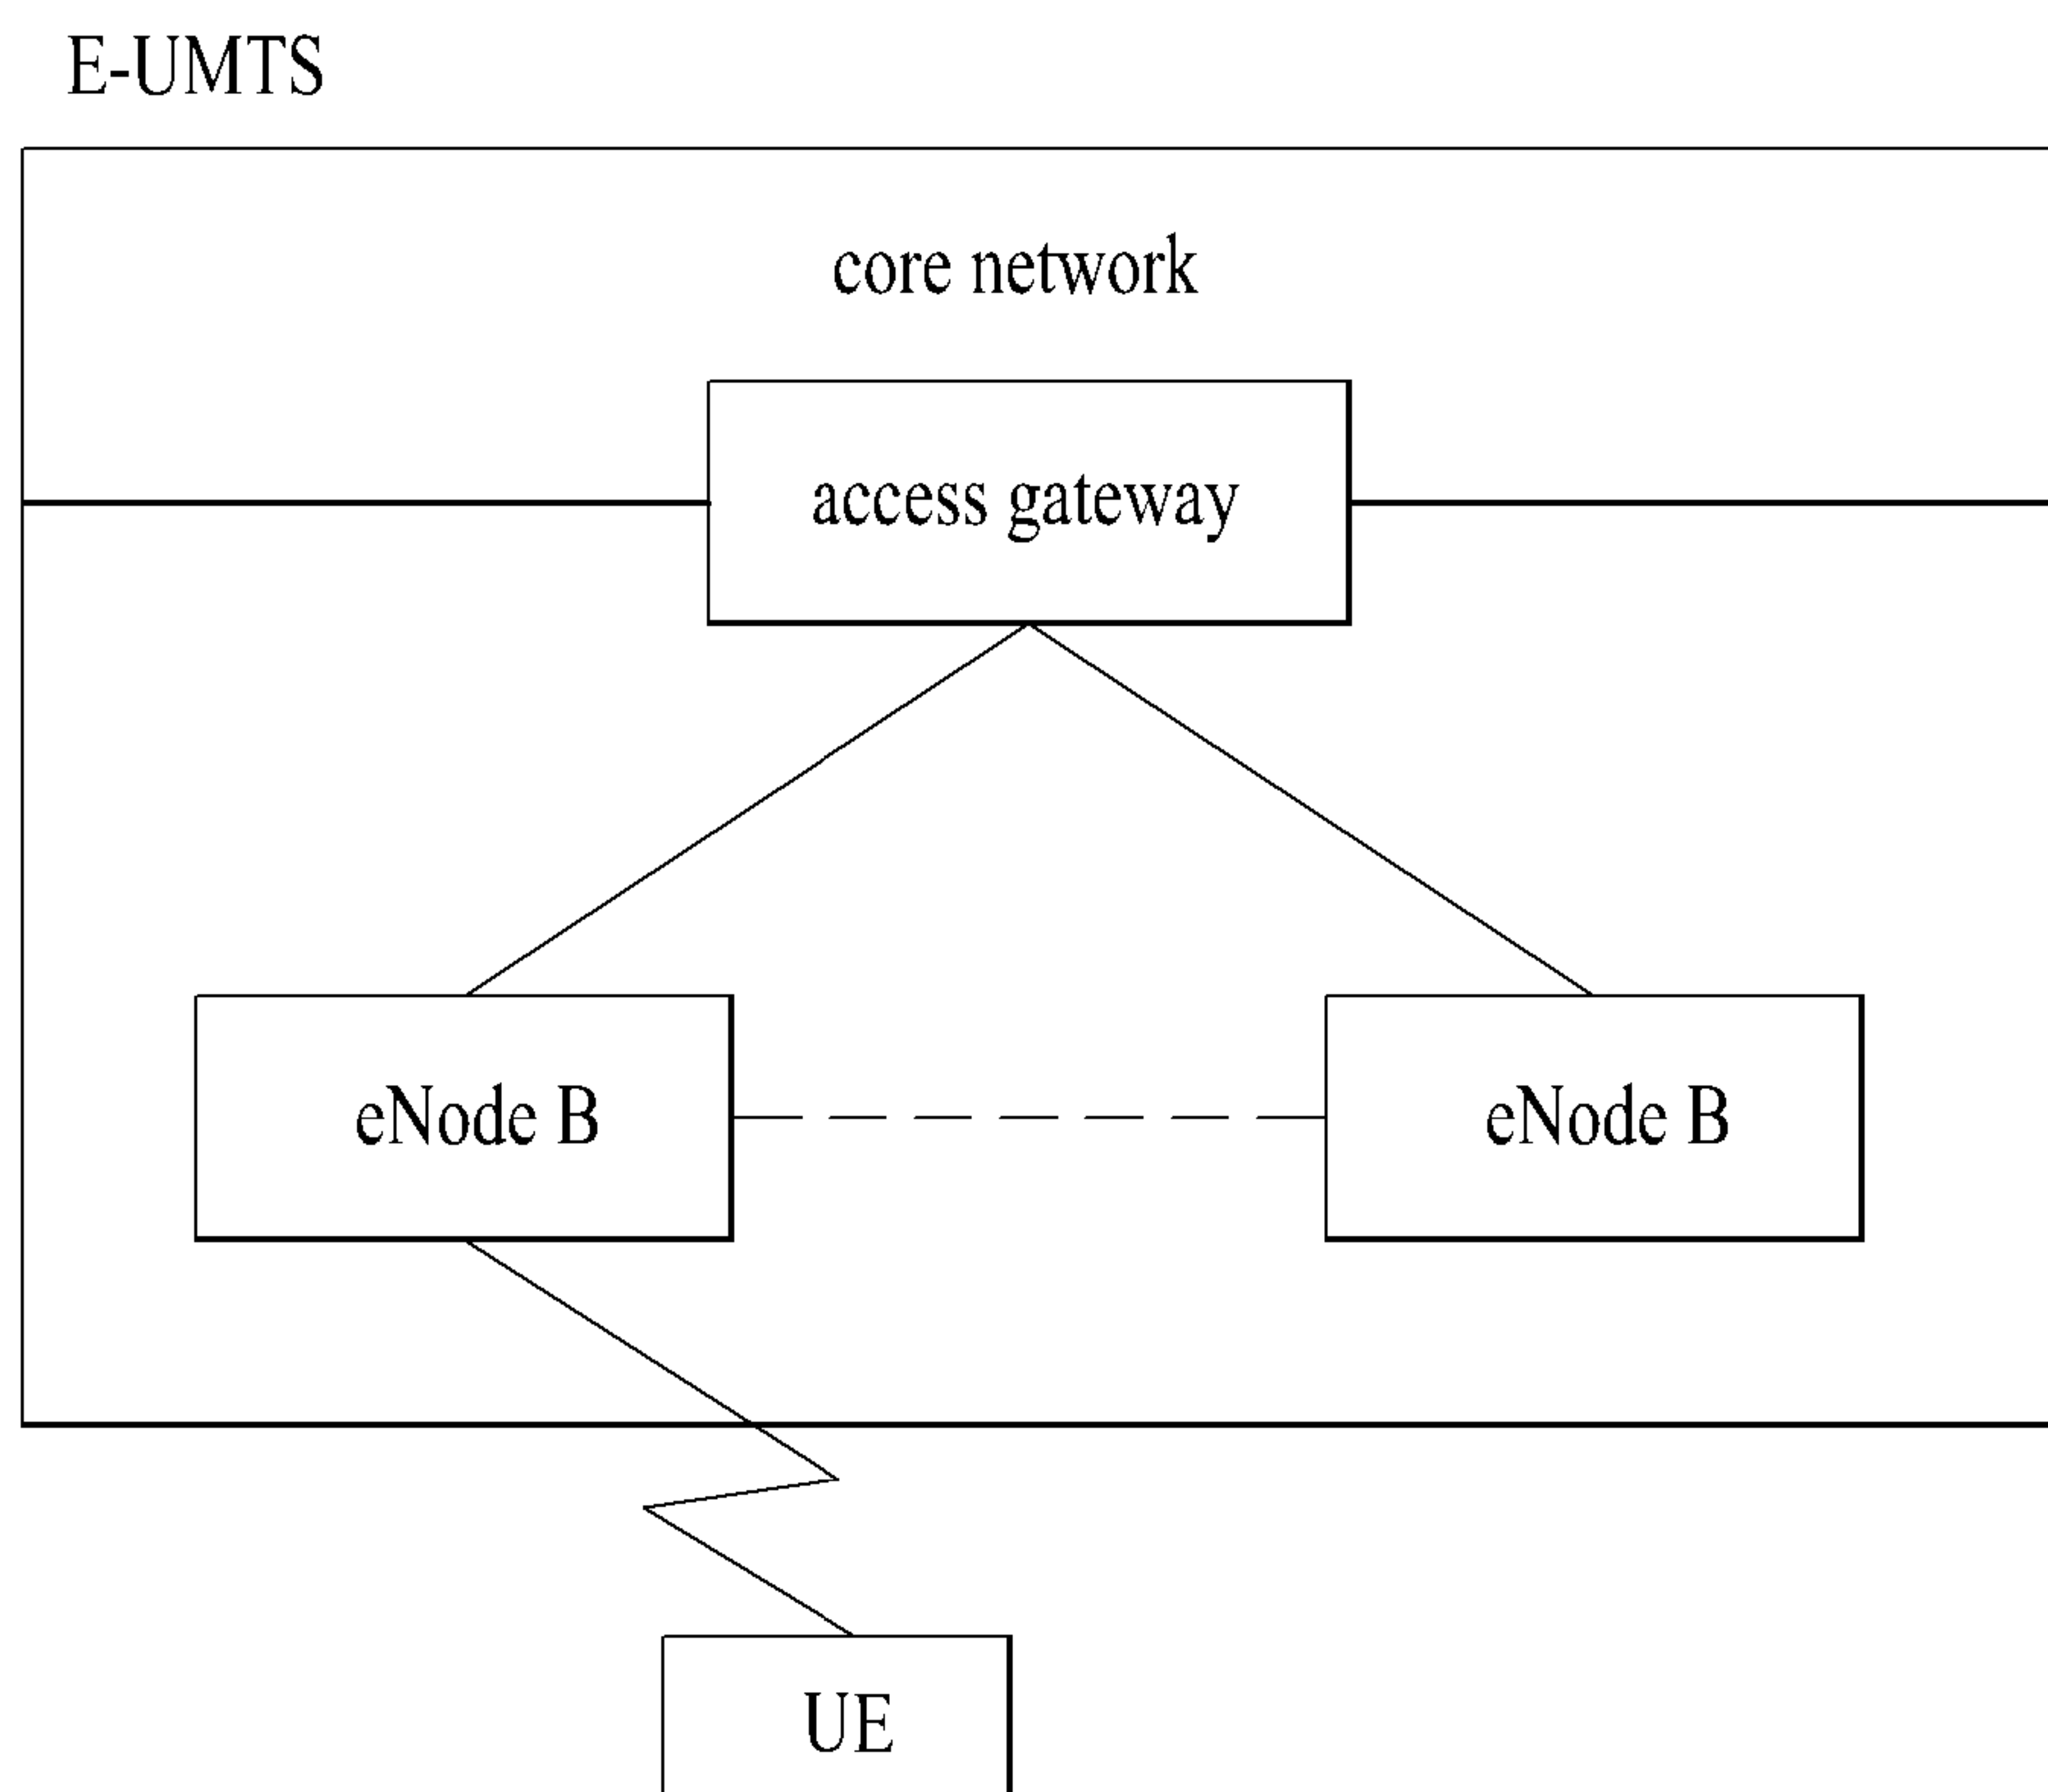 E-UMTS
core network
access gateway
eNode B
eNode B
UE